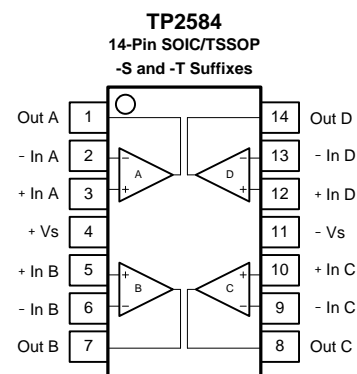 TP2584
14-Pin SOIC/TSSOP
-S and -T Suffixes
Out A 1 14 Out D
- In A 2 - - 13 - In D
A D
+ In A 3 + + 12 + In D
+ Vs 4 11 - Vs
+ In B 5 + + 10 + In C
B C
- In B 6 - - 9 - In C
Out B 7 8 Out C